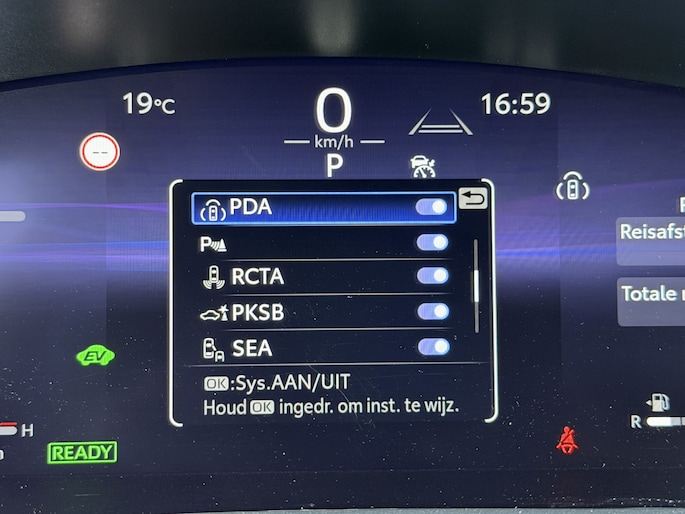 19°C
0
16:59
km/h
--
P
PDA
P
RCTA
PKSB
SEA
OK:Sys.AAN/UIT
Houd OK ingedr. om inst. te wijz.
Reisafst
Totale
EV
H
READY
R